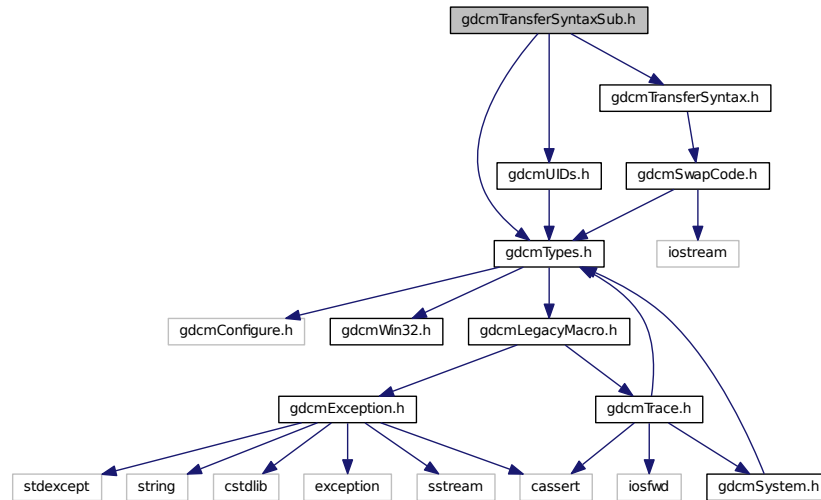 gdcmTransferSyntaxSub.h
gdcmTransferSyntax.h
gdcmUIDs.h
gdcmSwapCode.h
gdcmTypes.h
iostream
gdcmConfigure.h
gdcmWin32.h
gdcmLegacyMacro.h
gdcmException.h
gdcmTrace.h
stdexcept
string
cstdlib
exception
sstream
cassert
iosfwd
gdcmSystem.h